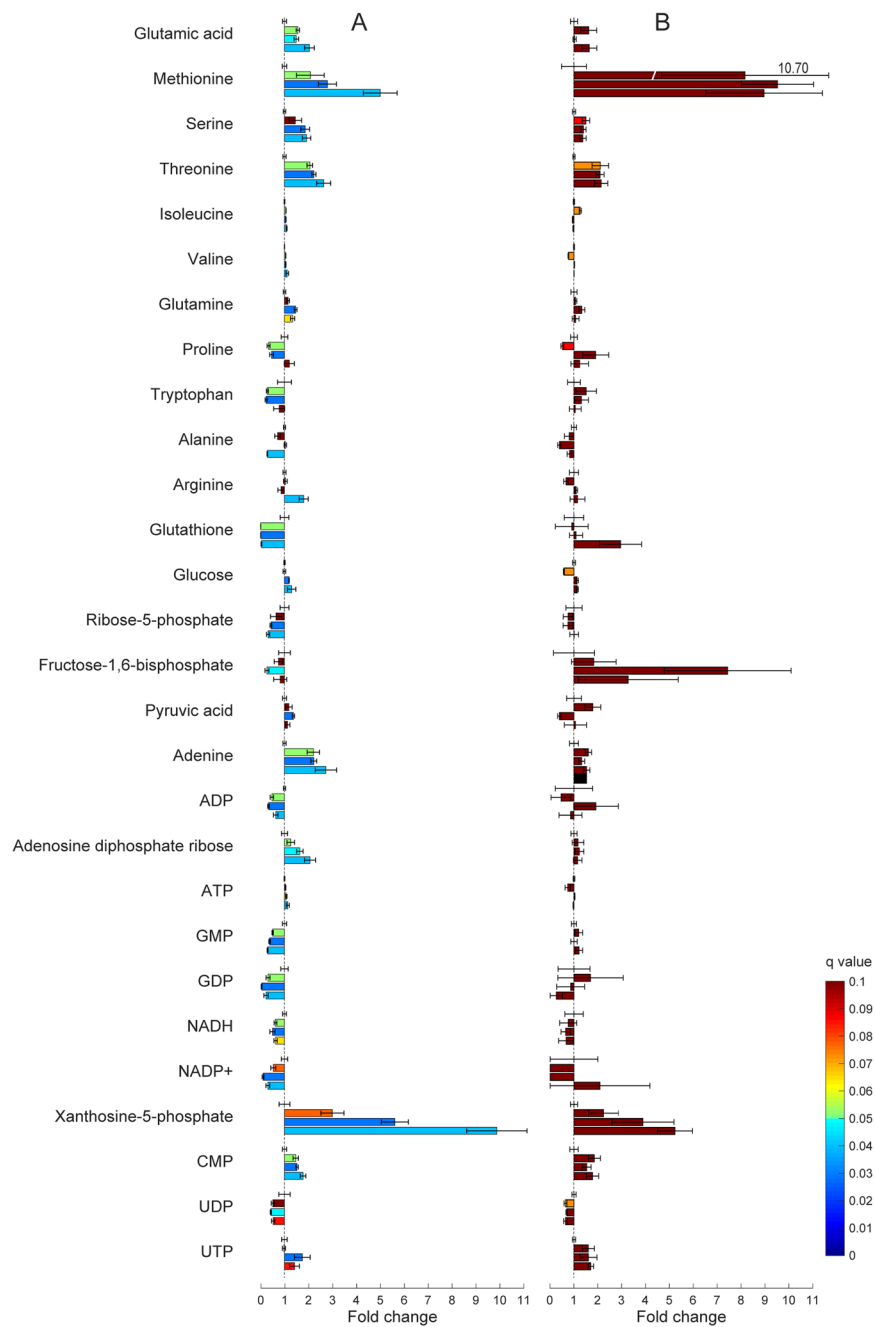 A
B
Glutamic acid
10.70
Methionine
Serine
Threonine
Isoleucine
Valine
Glutamine
Proline
Tryptophan
Alanine
Arginine
Glutathione
Glucose
Ribose-5-phosphate
Fructose-1,6-bisphosphate
Pyruvic acid
Adenine
ADP
Adenosine diphosphate ribose
ATP
GMP
GDP
NADH
NADP+
Xanthosine-5-phosphate
CMP
UDP
UTP
q value
0.1
0.09
0.08
0.07
0.06
0.05
0.04
0.03
0.02
0.01
0
0 1 2 3 4 5 6 7 8 9 10 11
Fold change
0 1 2 3 4 5 6 7 8 9 10 11
Fold change